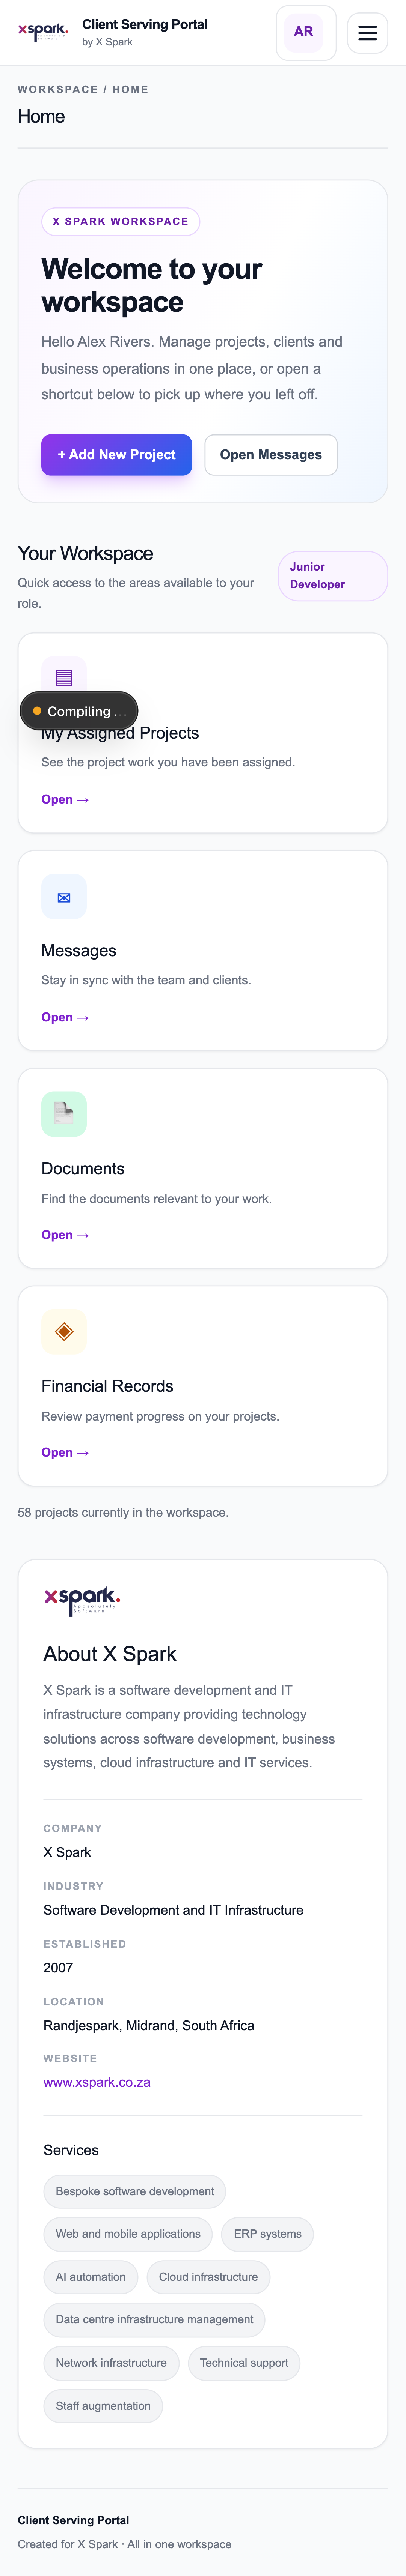 xspark.
Client Serving Portal
by X Spark
AR
WORKSPACE / HOME
Home
X SPARK WORKSPACE
Welcome to your
workspace
Hello Alex Rivers. Manage projects, clients and
business operations in one place, or open a
shortcut below to pick up where you left off.
+ Add New Project
Open Messages
Your Workspace
Quick access to the areas available to your
role.
Junior
Developer
Compiling ...
My Assigned Projects
See the project work you have been assigned.
Open →
Messages
Stay in sync with the team and clients.
Open →
Documents
Find the documents relevant to your work.
Open →
Financial Records
Review payment progress on your projects.
Open →
58 projects currently in the workspace.
xspark.
About X Spark
X Spark is a software development and IT
infrastructure company providing technology
solutions across software development, business
systems, cloud infrastructure and IT services.
COMPANY
X Spark
INDUSTRY
Software Development and IT Infrastructure
ESTABLISHED
2007
LOCATION
Randjespark, Midrand, South Africa
WEBSITE
www.xspark.co.za
Services
Bespoke software development
Web and mobile applications
ERP systems
AI automation
Cloud infrastructure
Data centre infrastructure management
Network infrastructure
Technical support
Staff augmentation
Client Serving Portal
Created for X Spark · All in one workspace